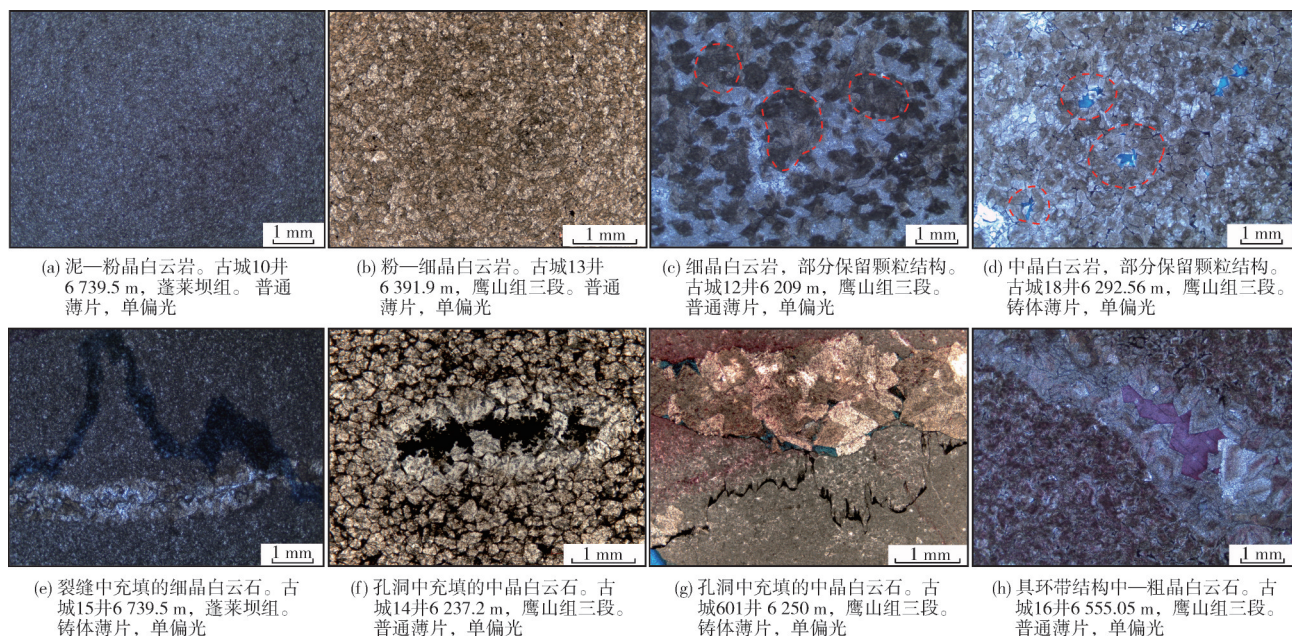 1 mm
1 mm
1 mm
1 mm
(a) 泥—粉晶白云岩。古城10井
6 739.5 m，蓬莱坝组。 普通
薄片，单偏光
(b) 粉—细晶白云岩。古城13井
6 391.9 m，鹰山组三段。普通
薄片，单偏光
(c) 细晶白云岩，部分保留颗粒结构。
古城12井6 209 m，鹰山组三段。
普通薄片，单偏光
(d) 中晶白云岩，部分保留颗粒结构。
古城18井6 292.56 m，鹰山组三段。
铸体薄片，单偏光
1 mm
1 mm
1 mm
1 mm
(e) 裂缝中充填的细晶白云石。古
城15井6 739.5 m，蓬莱坝组。
铸体薄片，单偏光
(f) 孔洞中充填的中晶白云石。古
城14井6 237.2 m，鹰山组三段。
普通薄片，单偏光
(g) 孔洞中充填的中晶白云石。古
城601井 6 250 m，鹰山组三段。
铸体薄片，单偏光
(h) 具环带结构中—粗晶白云石。古
城16井6 555.05 m，鹰山组三段。
普通薄片，单偏光